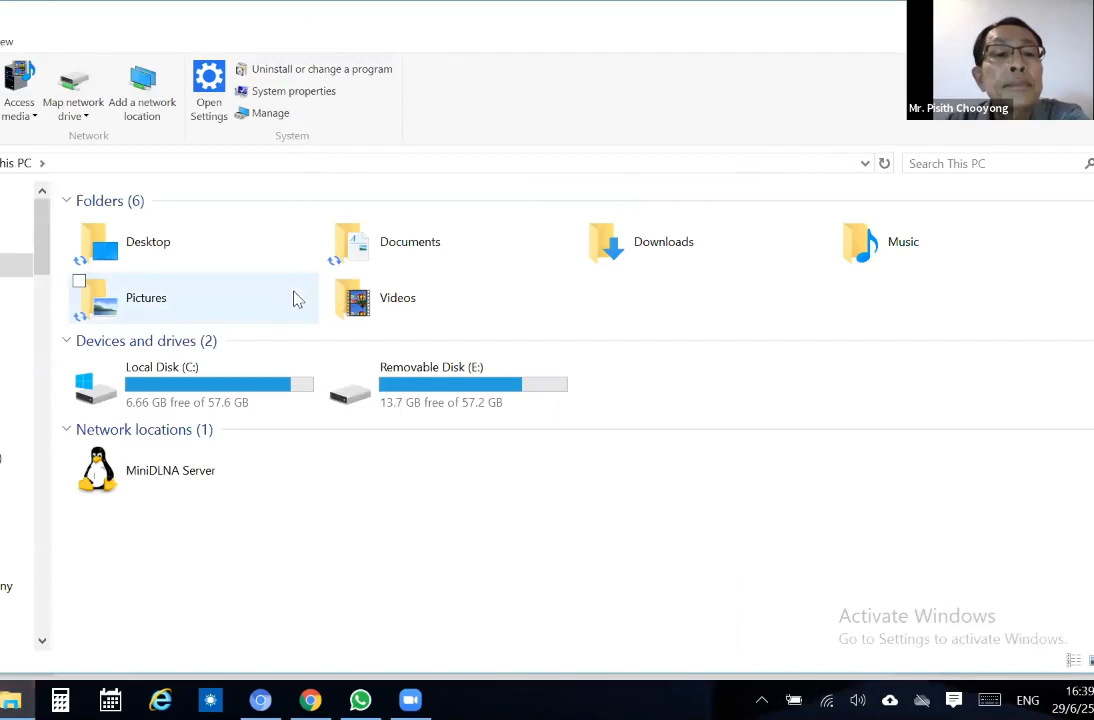 ew
Access media
Map network drive
Add a network location
Network
Open Settings
Uninstall or change a program
System properties
Manage
System
Mr. Pisith Chooyong
his PC
Search This PC
Folders (6)
Desktop
Documents
Downloads
Music
Pictures
Videos
Devices and drives (2)
Local Disk (C:)
6.66 GB free of 57.6 GB
Removable Disk (E:)
13.7 GB free of 57.2 GB
Network locations (1)
MiniDLNA Server
)
ny
Activate Windows
Go to Settings to activate Windows.
ENG
16:39
29/6/25